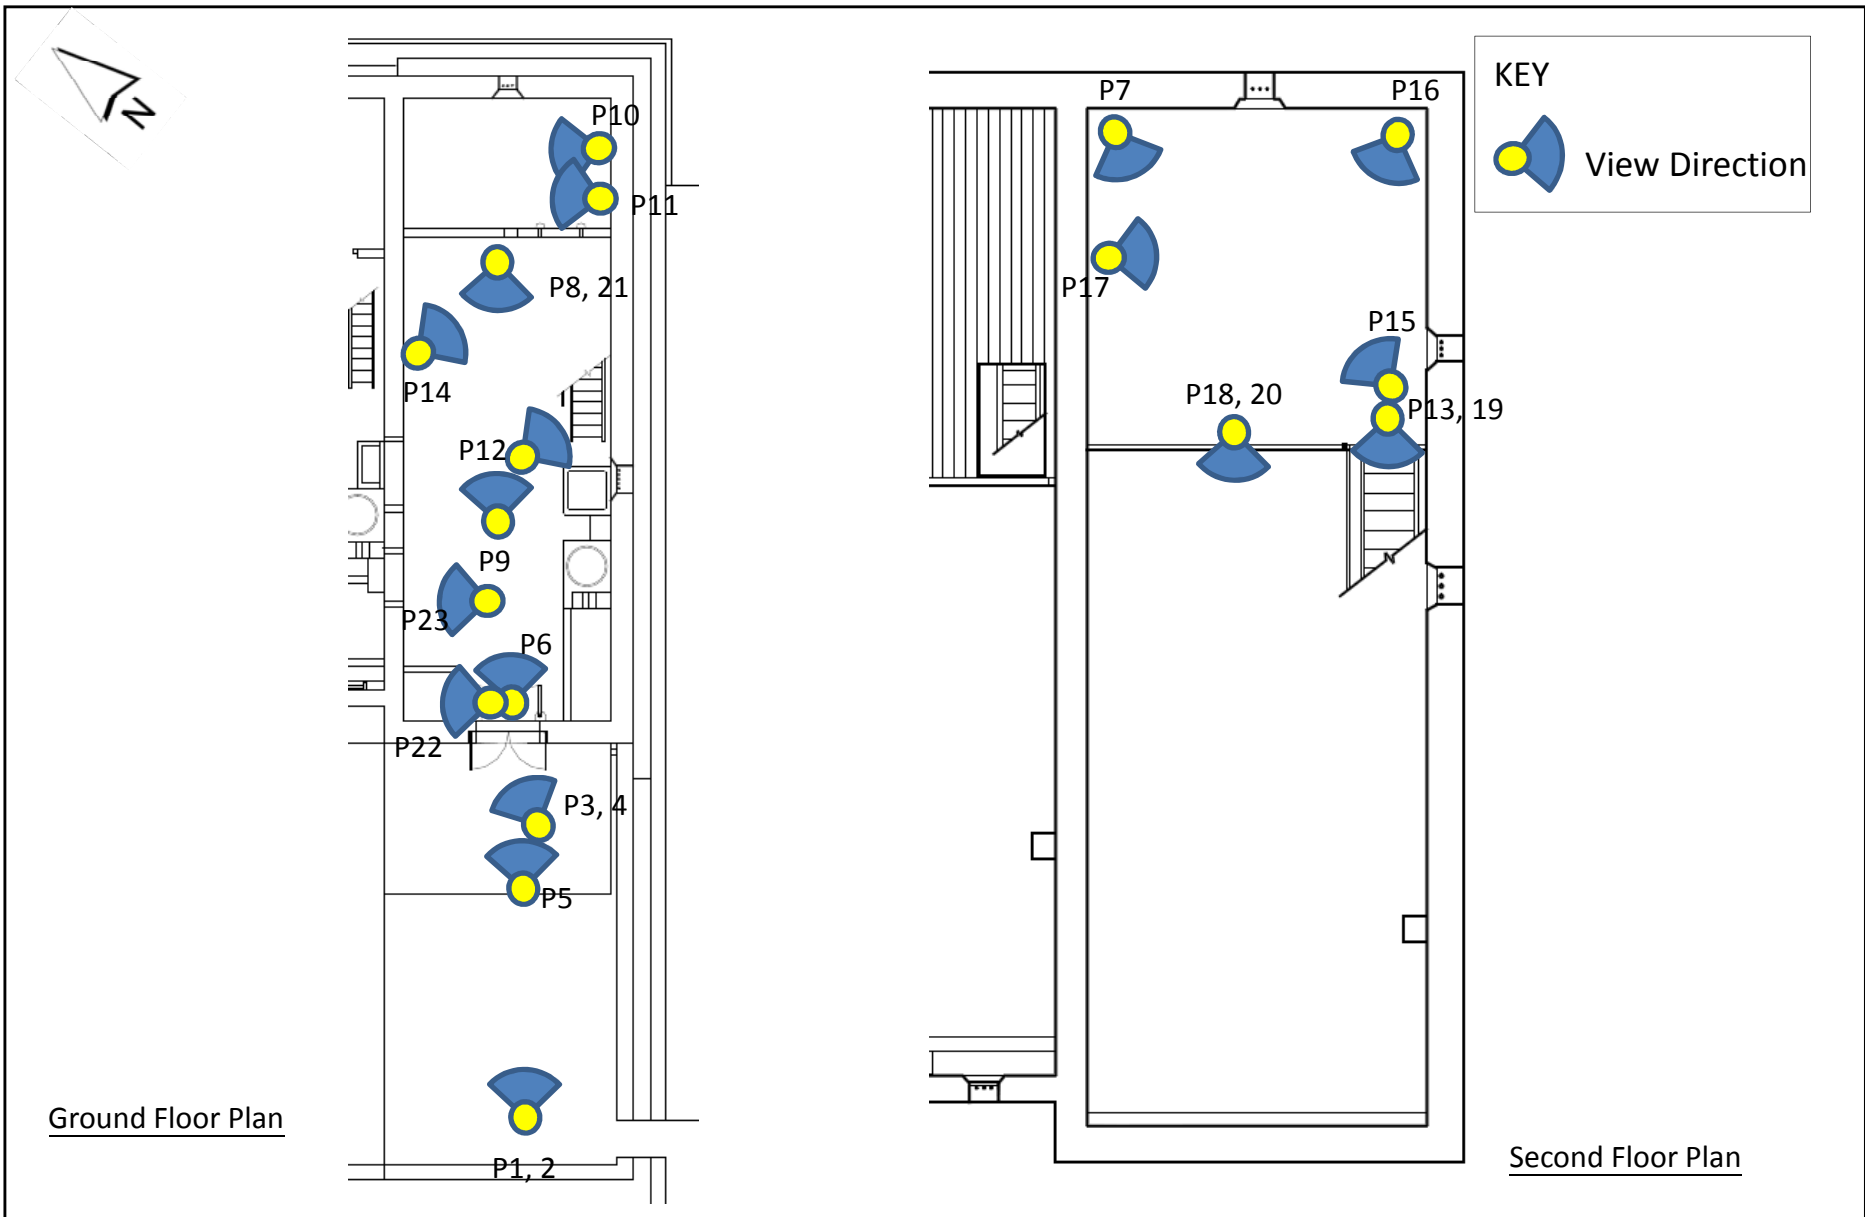 N
P10
P11
P8, 21
P14
P12
P9
P23
P6
P22
P3, 4
P5
P1, 2
Ground Floor Plan
P7
P16
P17
P15
P18, 20
P13, 19
N
N
Second Floor Plan
KEY
View Direction